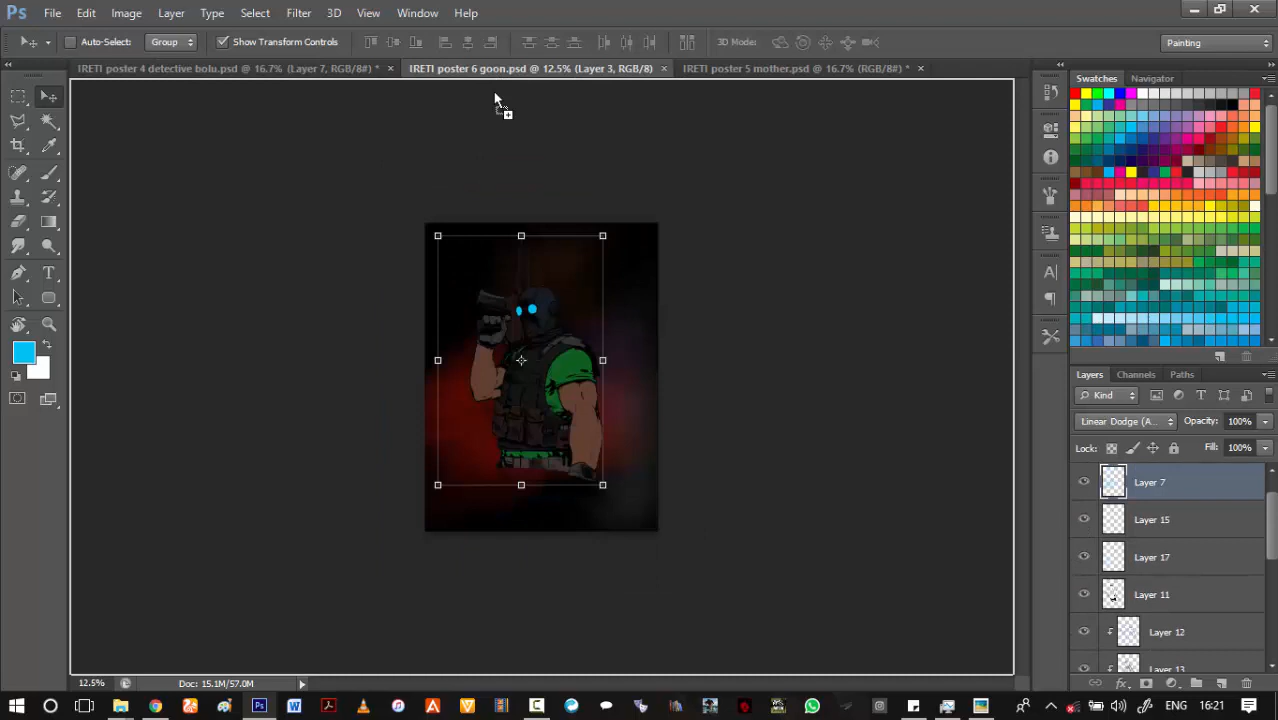 Ps File Edit Image Layer Type Select Filter 3D View Window Help
Auto-Select: Group Show Transform Controls 3D Mode: Painting
IRETI poster 4 detective bolu.psd @ 16.7% (Layer 7, RGB/8#) * × IRETI poster 6 goon.psd @ 12.5% (Layer 3, RGB/8) × IRETI poster 5 mother.psd @ 16.7% (RGB/8#) * ×
Swatches Navigator
Layers Channels Paths
Kind
Linear Dodge (A... Opacity: 100%
Lock: Fill: 100%
Layer 7
Layer 15
Layer 17
Layer 11
Layer 12
Layer 13
12.5% Doc: 15.1M/57.0M
ENG 16:21